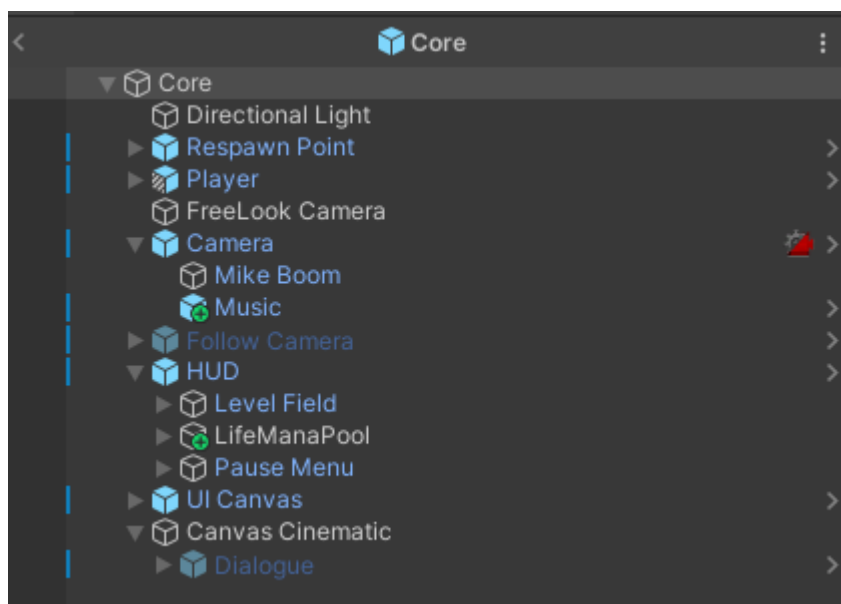 Core
Core
Directional Light
Respawn Point
Player
FreeLook Camera
Camera
Mike Boom
Music
Follow Camera
HUD
Level Field
LifeManaPool
Pause Menu
UI Canvas
Canvas Cinematic
Dialogue